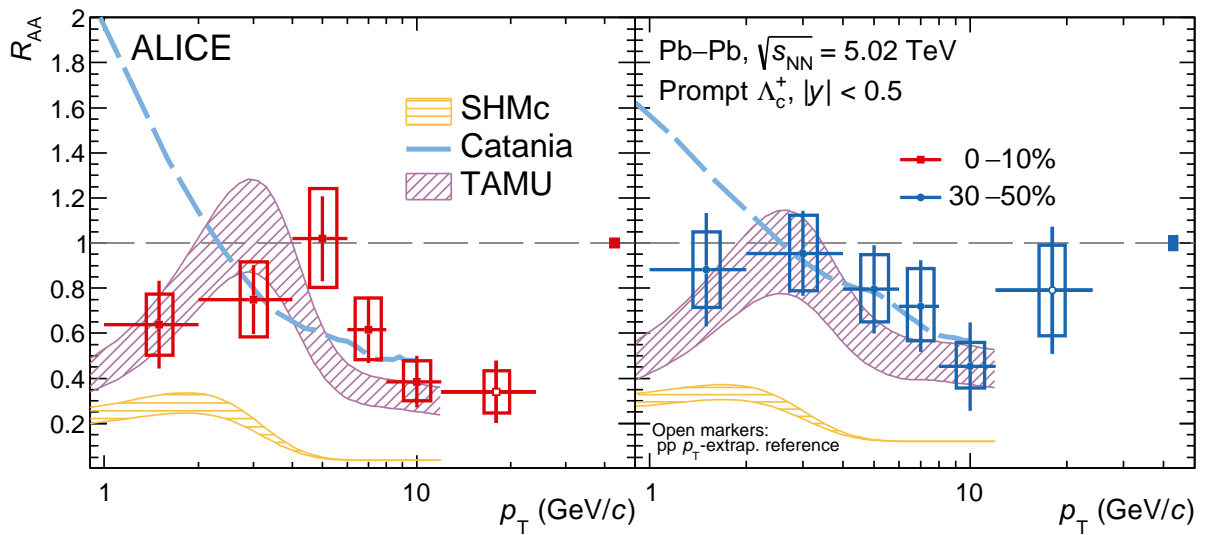 R_AA
2
1.8
1.6
1.4
1.2
1
0.8
0.6
0.4
0.2
ALICE
SHMc
Catania
TAMU
1 10
p_T (GeV/c)
Pb–Pb, √s_NN = 5.02 TeV
Prompt Λ_c^+, |y| < 0.5
0 –10%
30 –50%
Open markers:
pp p_T-extrap. reference
1 10
p_T (GeV/c)